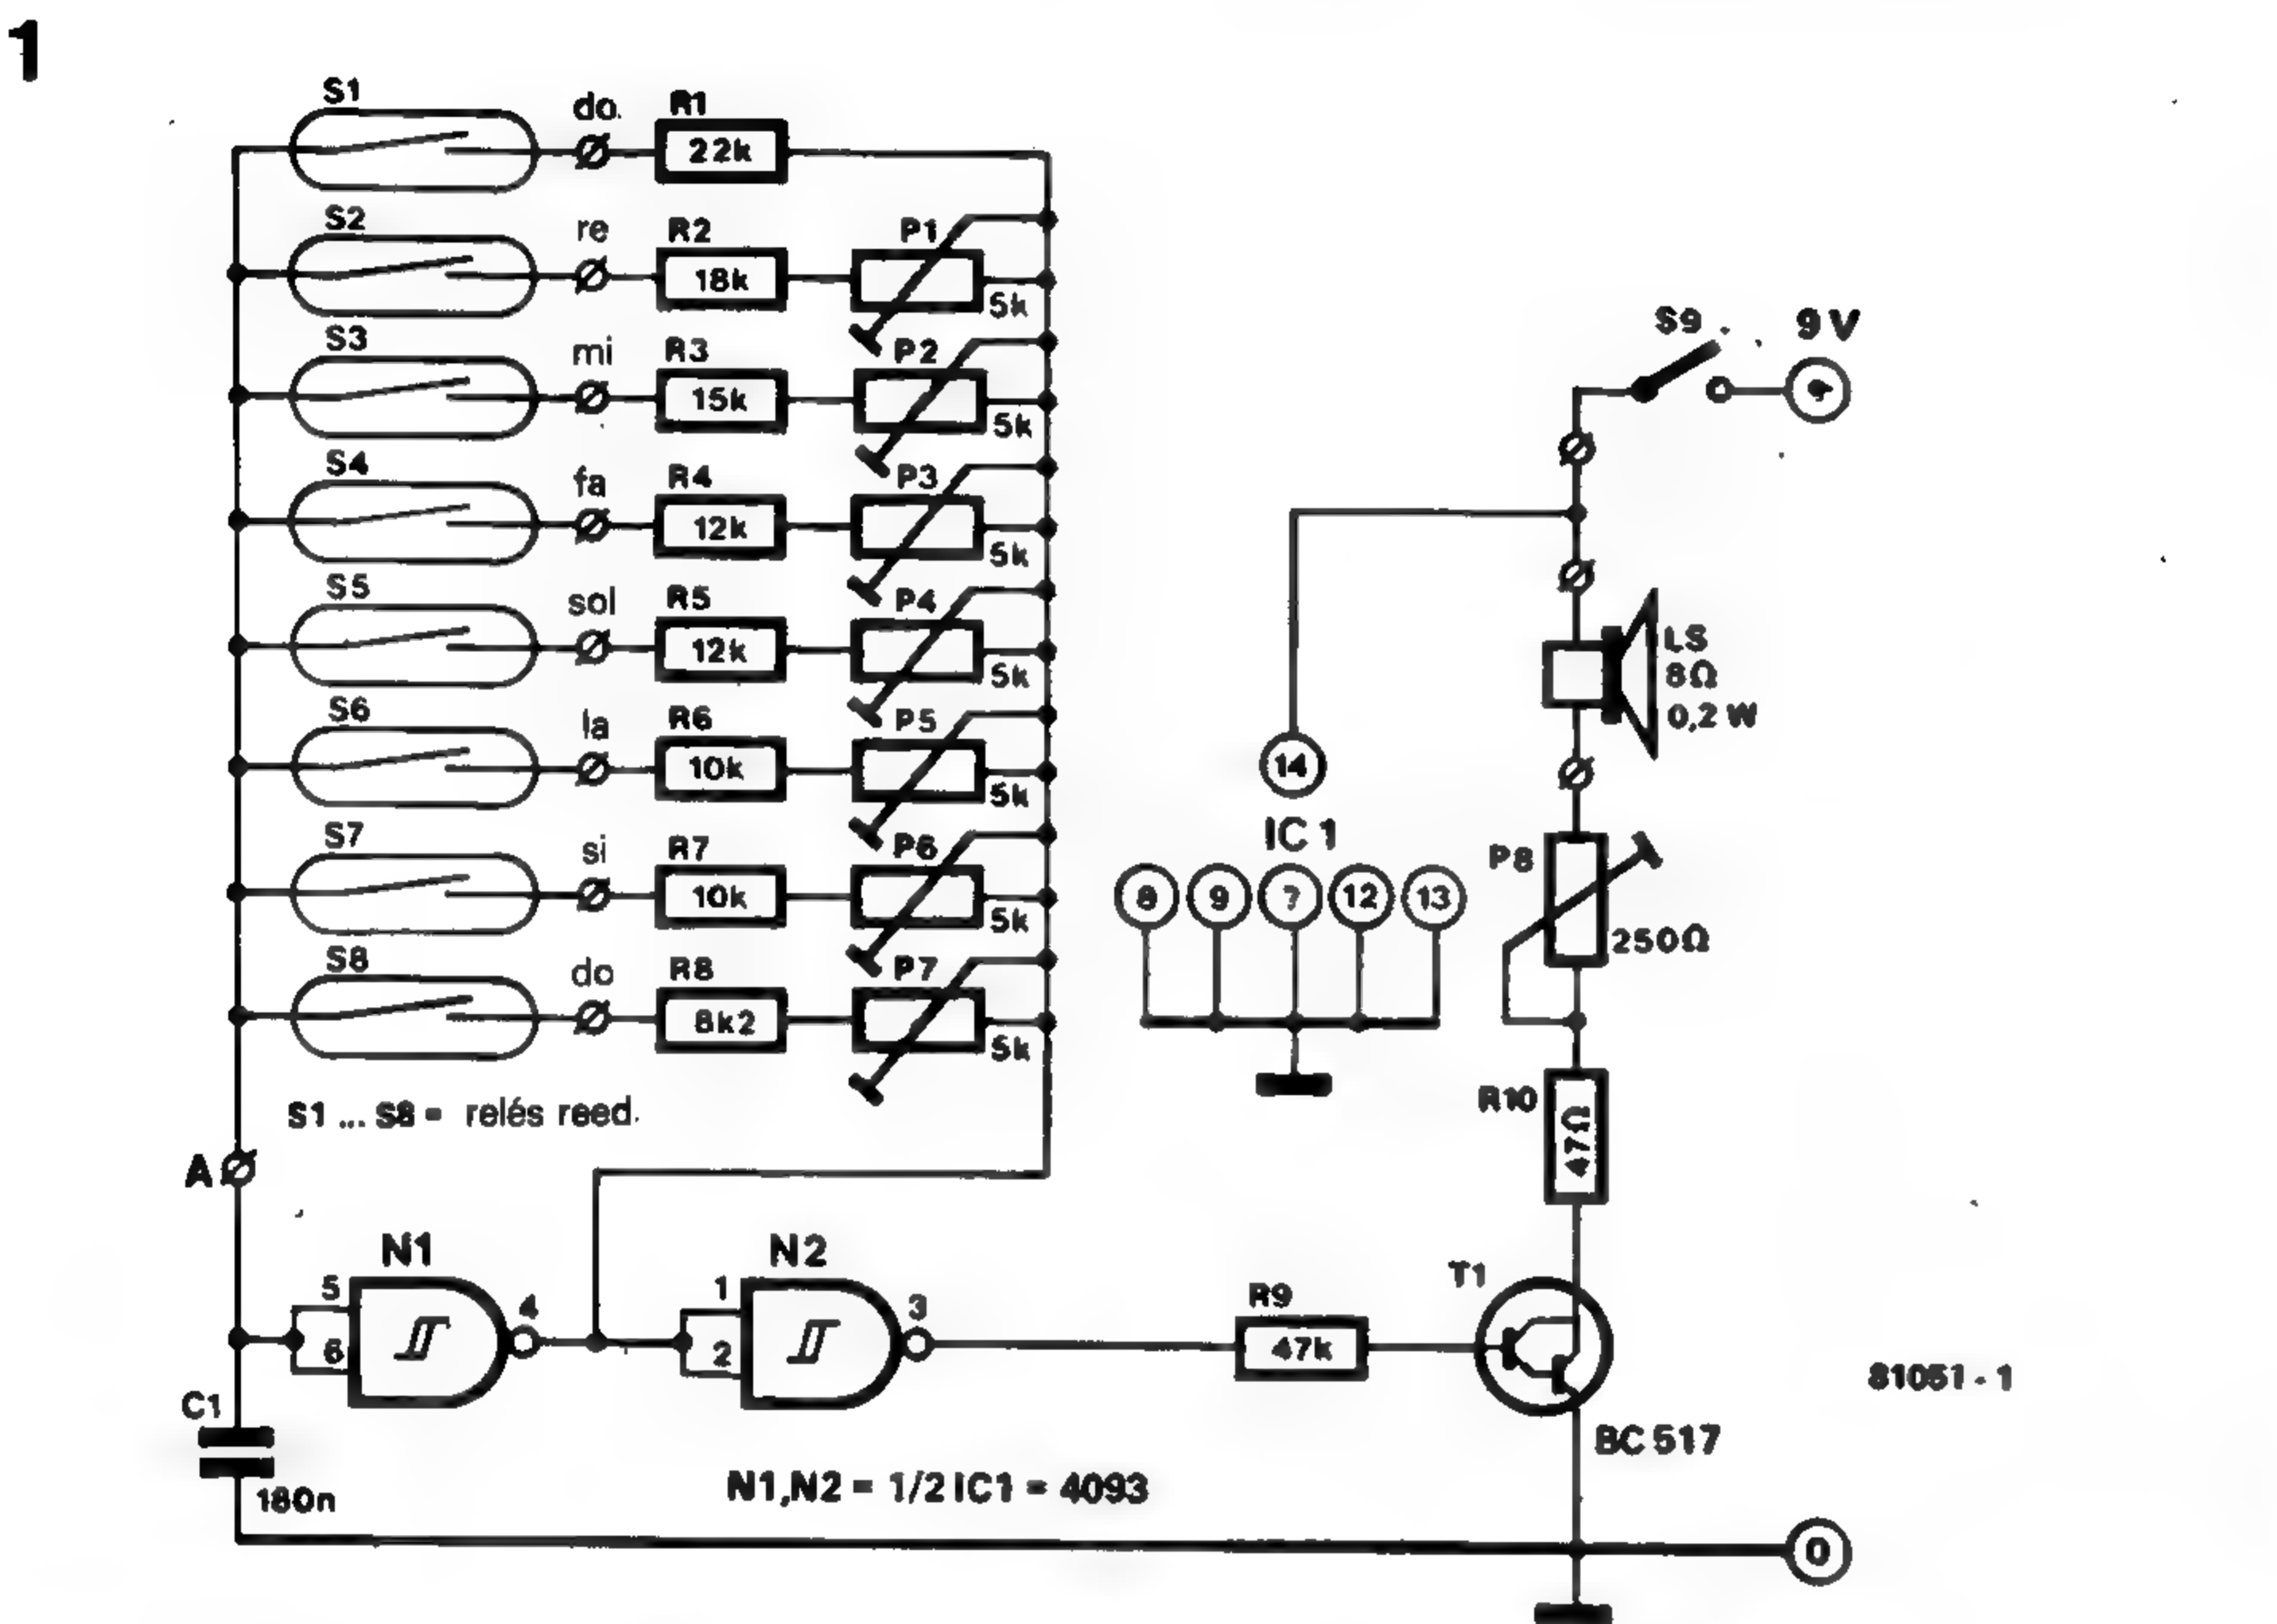 1
S1 do. R1 22k
S2 re R2 18k P1 5k
S3 mi R3 15k P2 5k
S4 fa R4 12k P3 5k
S5 sol R5 12k P4 5k
S6 la R6 10k P5 5k
S7 si R7 10k P6 5k
S8 do R8 8k2 P7 5k
S1 ... S8 = relés reed.
A
S9 9V
+
LS
8Ω
0,2 W
14
IC 1
8 9 7 12 13
P8
250Ω
R10
47Ω
N1
5
6
4
N2
1
2
3
R9
47k
T1
BC 517
81051 - 1
C1
180n
N1,N2 = 1/2 IC1 = 4093
0